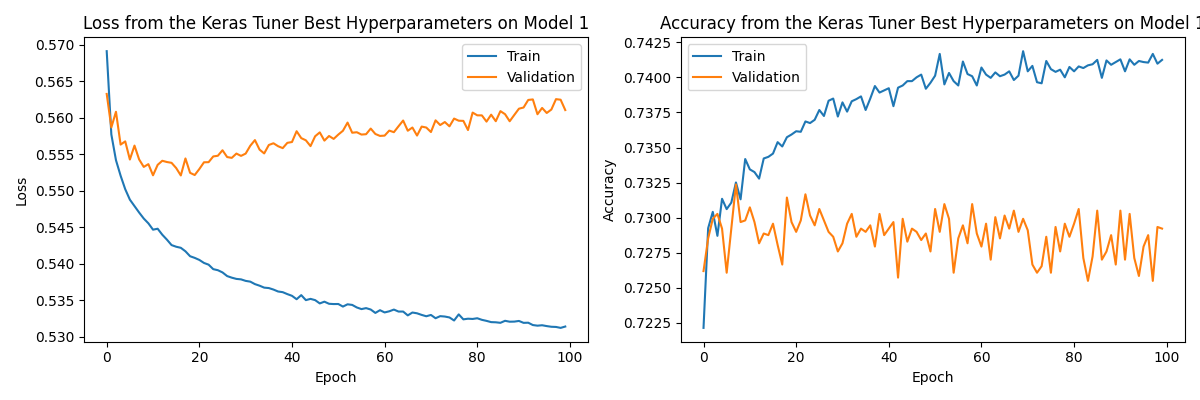 Loss from the Keras Tuner Best Hyperparameters on Model 1
0.570
0.565
0.560
0.555
0.550
0.545
0.540
0.535
0.530
Loss
0 20 40 60 80 100
Epoch
Train
Validation
Accuracy from the Keras Tuner Best Hyperparameters on Model 1
0.7425
0.7400
0.7375
0.7350
0.7325
0.7300
0.7275
0.7250
0.7225
Accuracy
0 20 40 60 80 100
Epoch
Train
Validation